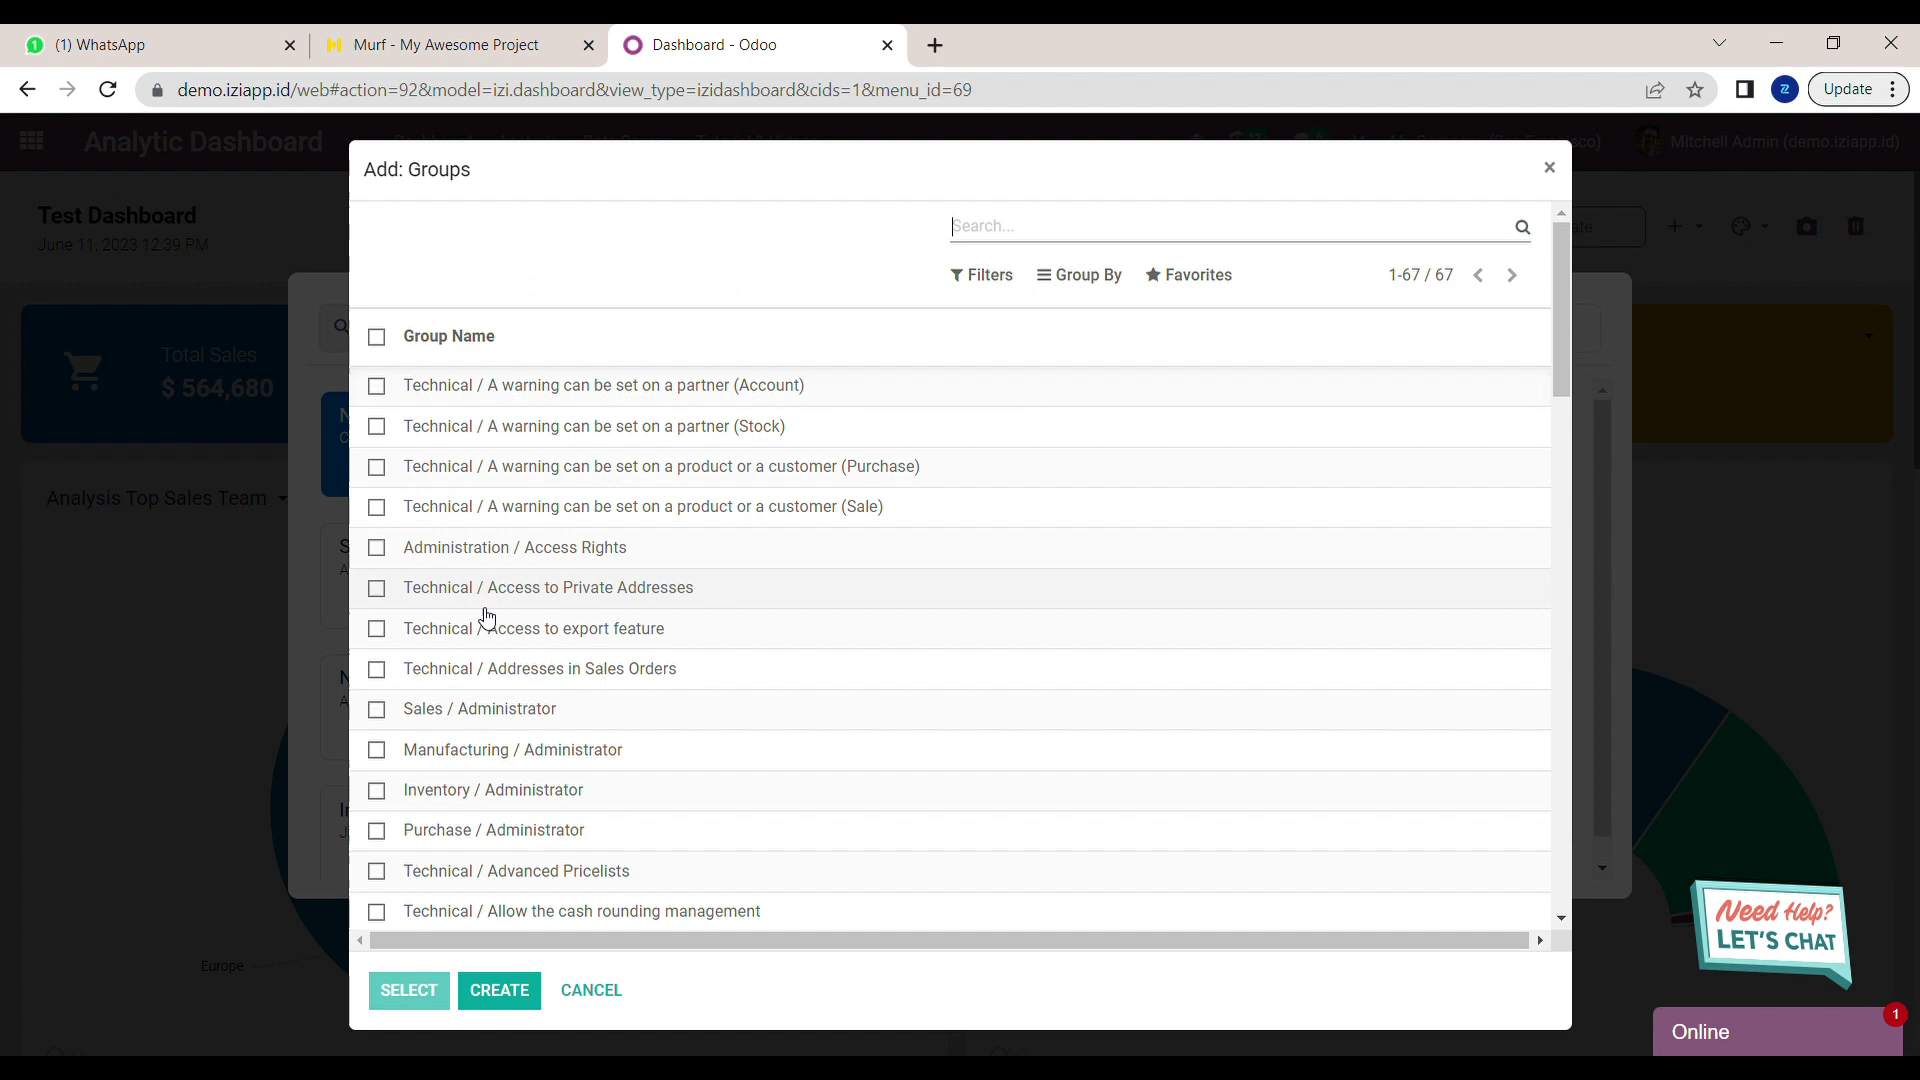 (1) WhatsApp
Murf - My Awesome Project
Dashboard - Odoo
demo.iziapp.id/web#action=92&model=izi.dashboard&view_type=izidashboard&cids=1&menu_id=69
Update
Analytic Dashboard
Mitchell Admin (demo.iziapp.id)
Add: Groups
Test Dashboard
June 11, 2023 12:39 PM
Search...
Filters
Group By
Favorites
1-67 / 67
Group Name
Total Sales
$ 564,680
Technical / A warning can be set on a partner (Account)
Technical / A warning can be set on a partner (Stock)
Technical / A warning can be set on a product or a customer (Purchase)
Analysis Top Sales Team
Technical / A warning can be set on a product or a customer (Sale)
Administration / Access Rights
Technical / Access to Private Addresses
Technical / Access to export feature
Technical / Addresses in Sales Orders
Sales / Administrator
Manufacturing / Administrator
Inventory / Administrator
Purchase / Administrator
Technical / Advanced Pricelists
Technical / Allow the cash rounding management
Europe
Need Help?
LET'S CHAT
SELECT
CREATE
CANCEL
1
Online